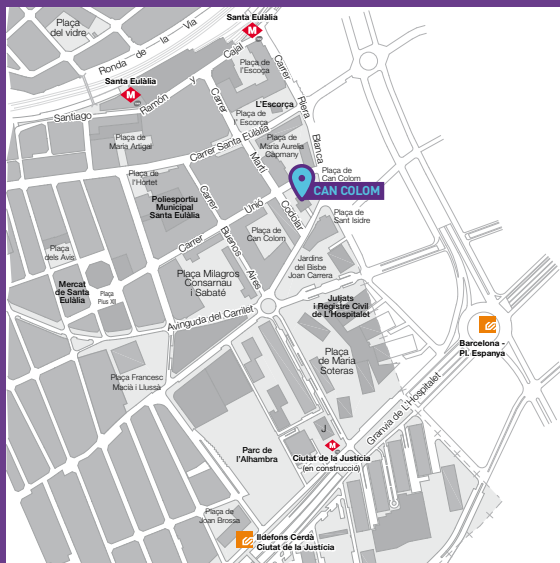 Plaça
del vidre
Ronda de la Via
Santa Eulàlia
M
Santa Eulàlia
M
Santiago Ramón y Cajal
Plaça de
l'Escoça
Carrer Riera Blanca
L'Escorça
Plaça de
l' Escorça
Plaça de
Maria Artigal
Carrer Santa Eulàlia
Plaça de
Maria Aurelia
Capmany
Carrer Martí Codolar
Plaça de
l'Hortet
Plaça de
Can Colom
CAN COLOM
Poliesportiu
Municipal
Santa Eulàlia
Carrer Unió
Plaça de
Sant Isidre
Carrer Buenos Aires
Plaça de
Can Colom
Plaça
dels Avis
Jardins
del Bisbe
Joan Carrera
Plaça Milagros
Consarnau
i Sabaté
Mercat
de Santa
Eulàlia
Plaça
Pius XII
Jutjats
i Registre Civil
de L'Hospitalet
Avinguda del Carrilet
Barcelona -
Pl. Espanya
Plaça
de Maria
Soteras
Granvia de L'Hospitalet
Plaça Francesc
Macià i Llussà
J
M
Parc de
l'Alhambra
Ciutat de la Justícia
(en construcció)
Plaça de
Joan Brossa
Ildefons Cerdà
Ciutat de la Justícia